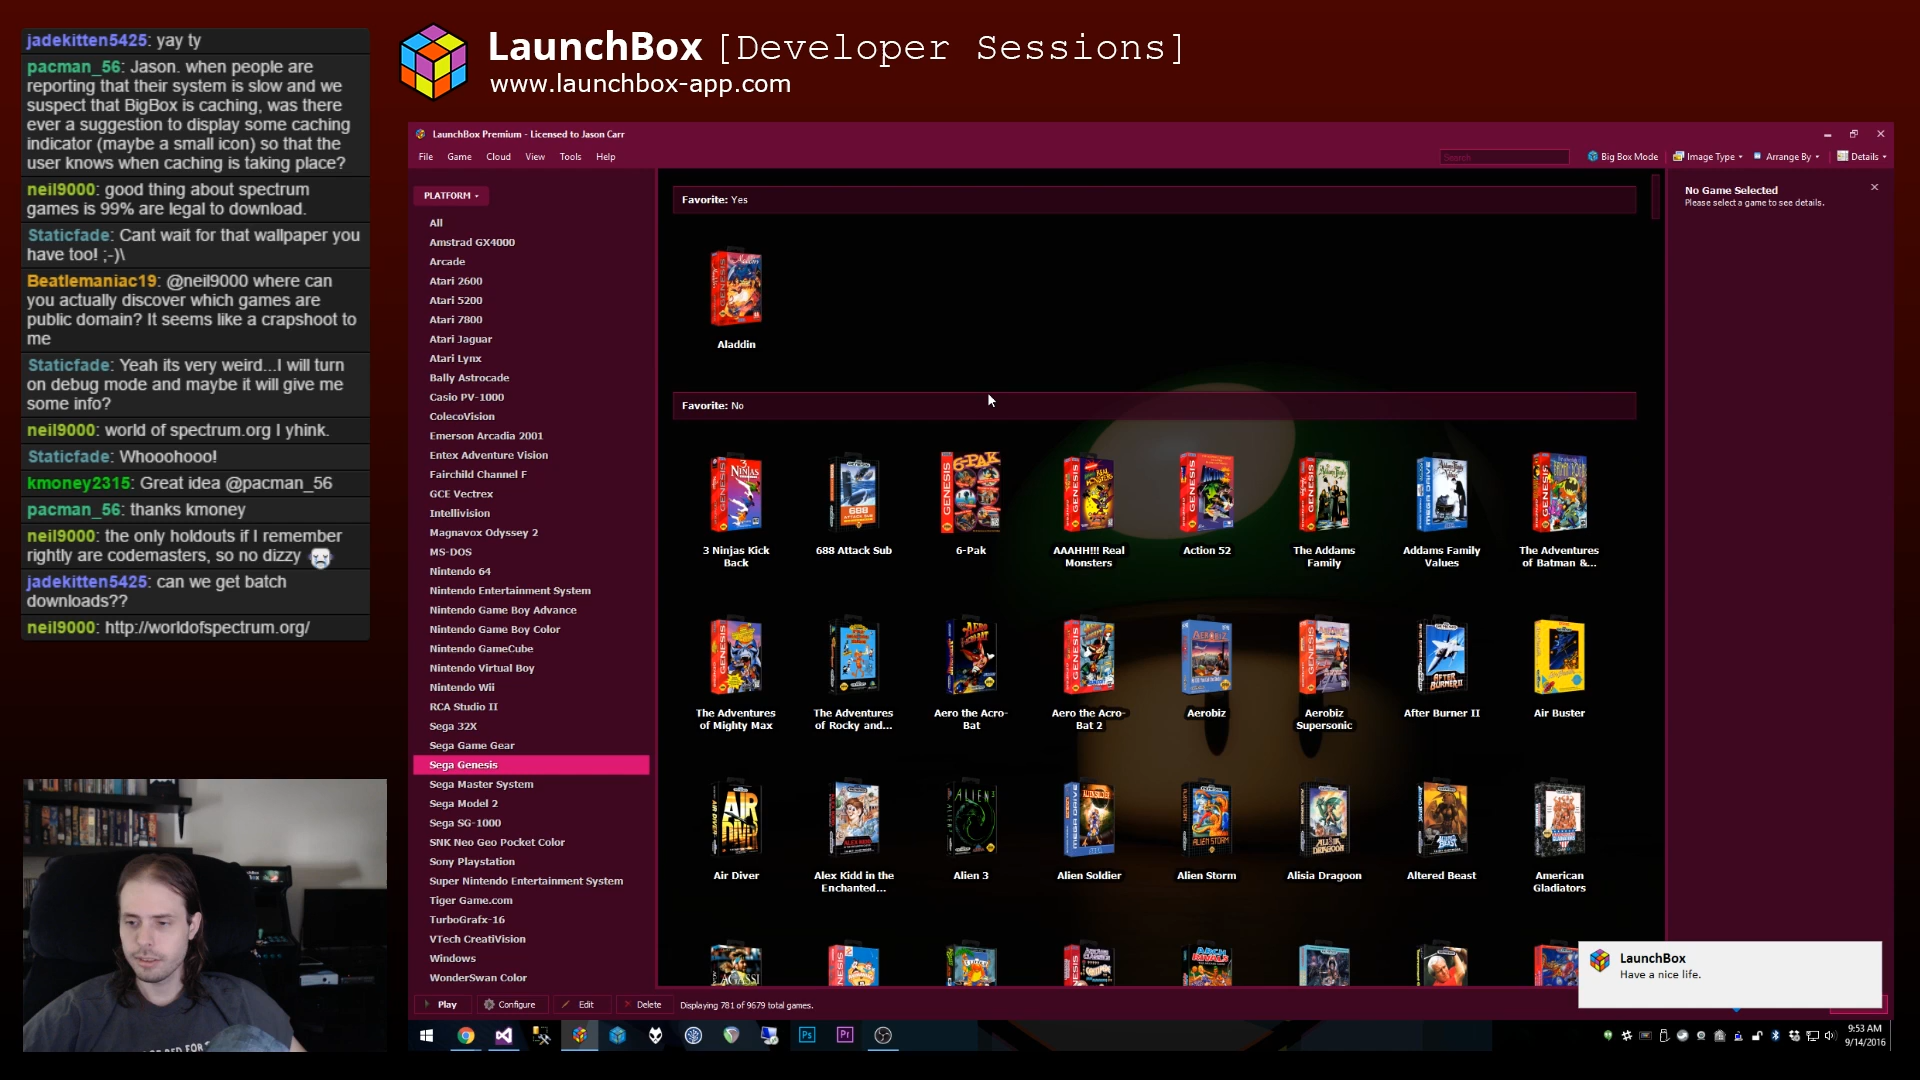 jadekitten5425: yay ty
pacman_56: Jason. when people are
reporting that their system is slow and we
suspect that BigBox is caching, was there
ever a suggestion to display some caching
indicator (maybe a small icon) so that the
user knows when caching is taking place?
neil9000: good thing about spectrum
games is 99% are legal to download.
Staticfade: Cant wait for that wallpaper you
have too! ;-)\
Beatlemaniac19: @neil9000 where can
you actually discover which games are
public domain? It seems like a crapshoot to
me
Staticfade: Yeah its very weird...I will turn
on debug mode and maybe it will give me
some info?
neil9000: world of spectrum.org I yhink.
Staticfade: Whooohooo!
kmoney2315: Great idea @pacman_56
pacman_56: thanks kmoney
neil9000: the only holdouts if I remember
rightly are codemasters, so no dizzy
jadekitten5425: can we get batch
downloads??
neil9000: http://worldofspectrum.org/
LaunchBox [Developer Sessions]
www.launchbox-app.com
LaunchBox Premium - Licensed to Jason Carr
File Game Cloud View Tools Help
Search
Big Box Mode Image Type Arrange By Details
PLATFORM
All
Amstrad GX4000
Arcade
Atari 2600
Atari 5200
Atari 7800
Atari Jaguar
Atari Lynx
Bally Astrocade
Casio PV-1000
ColecoVision
Emerson Arcadia 2001
Entex Adventure Vision
Fairchild Channel F
GCE Vectrex
Intellivision
Magnavox Odyssey 2
MS-DOS
Nintendo 64
Nintendo Entertainment System
Nintendo Game Boy Advance
Nintendo Game Boy Color
Nintendo GameCube
Nintendo Virtual Boy
Nintendo Wii
RCA Studio II
Sega 32X
Sega Game Gear
Sega Genesis
Sega Master System
Sega Model 2
Sega SG-1000
SNK Neo Geo Pocket Color
Sony Playstation
Super Nintendo Entertainment System
Tiger Game.com
TurboGrafx-16
VTech CreatiVision
Windows
WonderSwan Color
Favorite: Yes
Aladdin
Favorite: No
3 Ninjas Kick
Back
688 Attack Sub
6-Pak
AAAHH!!! Real
Monsters
Action 52
The Addams
Family
Addams Family
Values
The Adventures
of Batman &...
The Adventures
of Mighty Max
The Adventures
of Rocky and...
Aero the Acro-
Bat
Aero the Acro-
Bat 2
Aerobiz
Aerobiz
Supersonic
After Burner II
Air Buster
Air Diver
Alex Kidd in the
Enchanted...
Alien 3
Alien Soldier
Alien Storm
Alisia Dragoon
Altered Beast
American
Gladiators
No Game Selected
Please select a game to see details.
LaunchBox
Have a nice life.
Play Configure Edit Delete Displaying 781 of 9679 total games.
Ps Pr
9:53 AM
9/14/2016